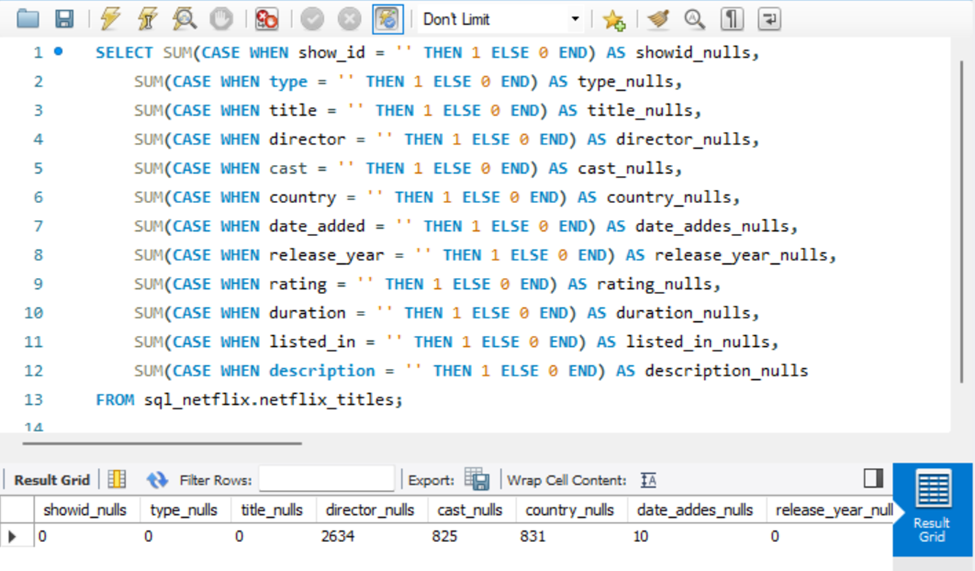 Don't Limit
1 SELECT SUM(CASE WHEN show_id = '' THEN 1 ELSE 0 END) AS showid_nulls,
2 SUM(CASE WHEN type = '' THEN 1 ELSE 0 END) AS type_nulls,
3 SUM(CASE WHEN title = '' THEN 1 ELSE 0 END) AS title_nulls,
4 SUM(CASE WHEN director = '' THEN 1 ELSE 0 END) AS director_nulls,
5 SUM(CASE WHEN cast = '' THEN 1 ELSE 0 END) AS cast_nulls,
6 SUM(CASE WHEN country = '' THEN 1 ELSE 0 END) AS country_nulls,
7 SUM(CASE WHEN date_added = '' THEN 1 ELSE 0 END) AS date_addes_nulls,
8 SUM(CASE WHEN release_year = '' THEN 1 ELSE 0 END) AS release_year_nulls,
9 SUM(CASE WHEN rating = '' THEN 1 ELSE 0 END) AS rating_nulls,
10 SUM(CASE WHEN duration = '' THEN 1 ELSE 0 END) AS duration_nulls,
11 SUM(CASE WHEN listed_in = '' THEN 1 ELSE 0 END) AS listed_in_nulls,
12 SUM(CASE WHEN description = '' THEN 1 ELSE 0 END) AS description_nulls
13 FROM sql_netflix.netflix_titles;
14
Result Grid Filter Rows: Export: Wrap Cell Content:
showid_nulls type_nulls title_nulls director_nulls cast_nulls country_nulls date_addes_nulls release_year_null
0 0 0 2634 825 831 10 0
Result
Grid